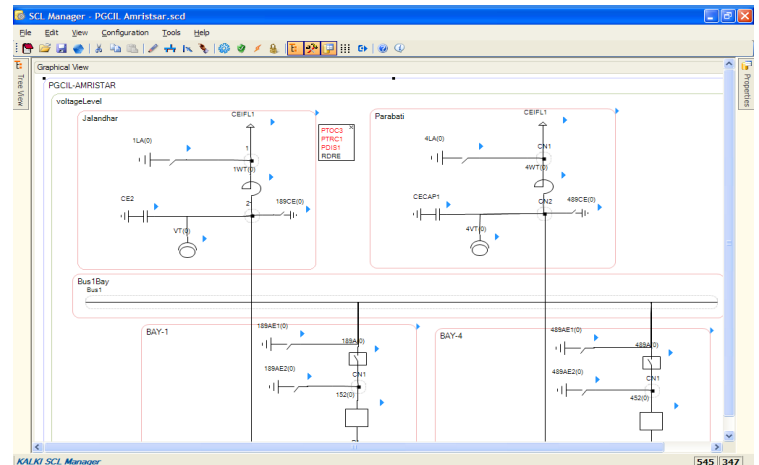 SCL Manager - PGCIL Amristsar.scd
File Edit View Configuration Tools Help
Graphical View
Tree View
Properties
PGCIL-AMRISTAR
voltageLevel
Jalandhar
CEIFL1
1LA(0)
1
1WT(0)
CE2
2
189CE(0)
VT(0)
PTOC3
PTRC1
PDIS1
RDRE
Parabati
CEIFL1
4LA(0)
CN1
4WT(0)
CECAP1
CN2
489CE(0)
4VT(0)
Bus1Bay
Bus1
BAY-1
189AE1(0)
189A(0)
189AE2(0)
CN1
152(0)
BAY-4
489AE1(0)
489A(0)
489AE2(0)
CN1
452(0)
KALKI SCL Manager
545 347